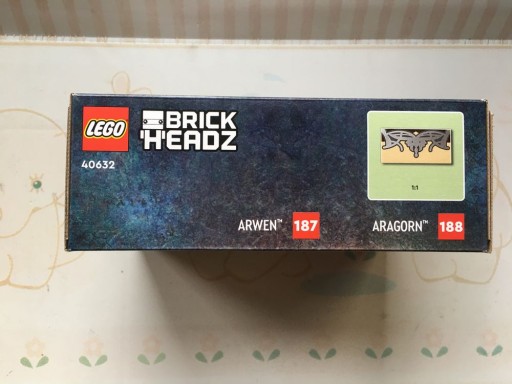 LEGO
BRICK
HEADZ
40632
1:1
ARWEN™ 187
ARAGORN™ 188